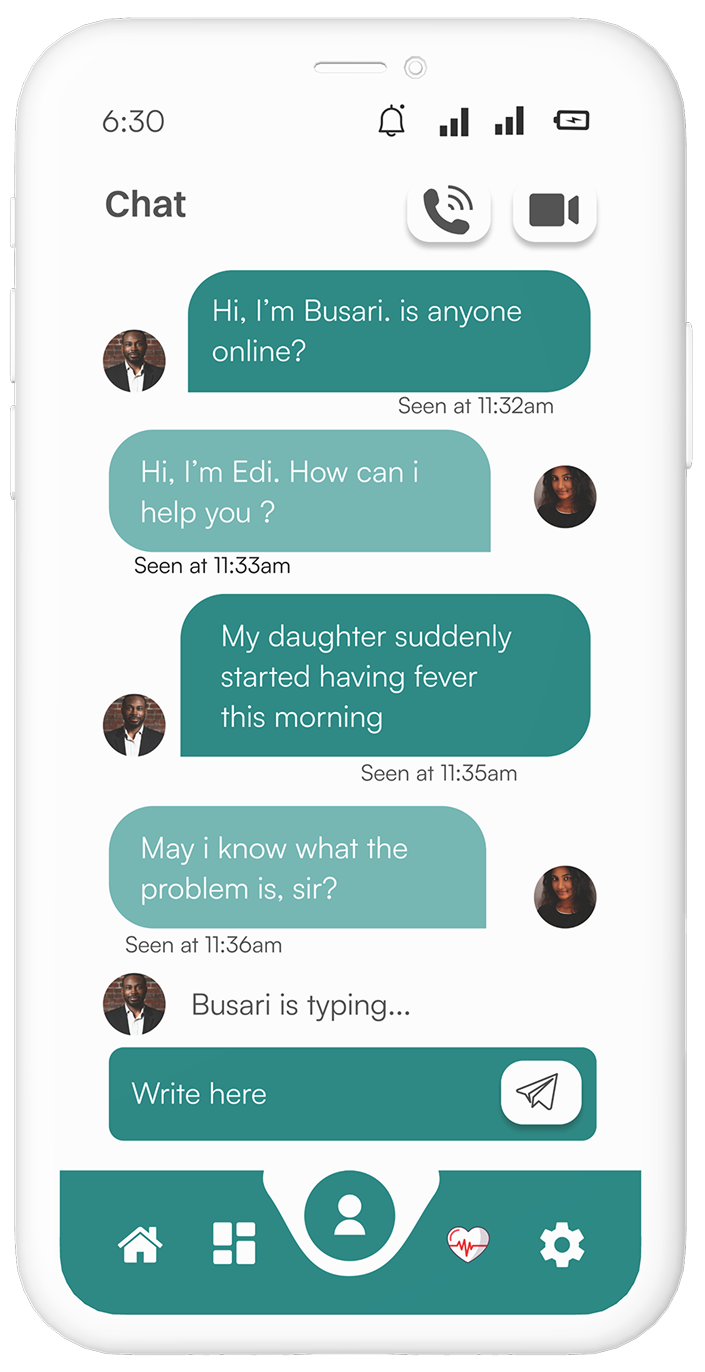 6:30
Chat
Hi, I’m Busari. is anyone
online?
Seen at 11:32am
Hi, I’m Edi. How can i
help you ?
Seen at 11:33am
My daughter suddenly
started having fever
this morning
Seen at 11:35am
May i know what the
problem is, sir?
Seen at 11:36am
Busari is typing...
Write here